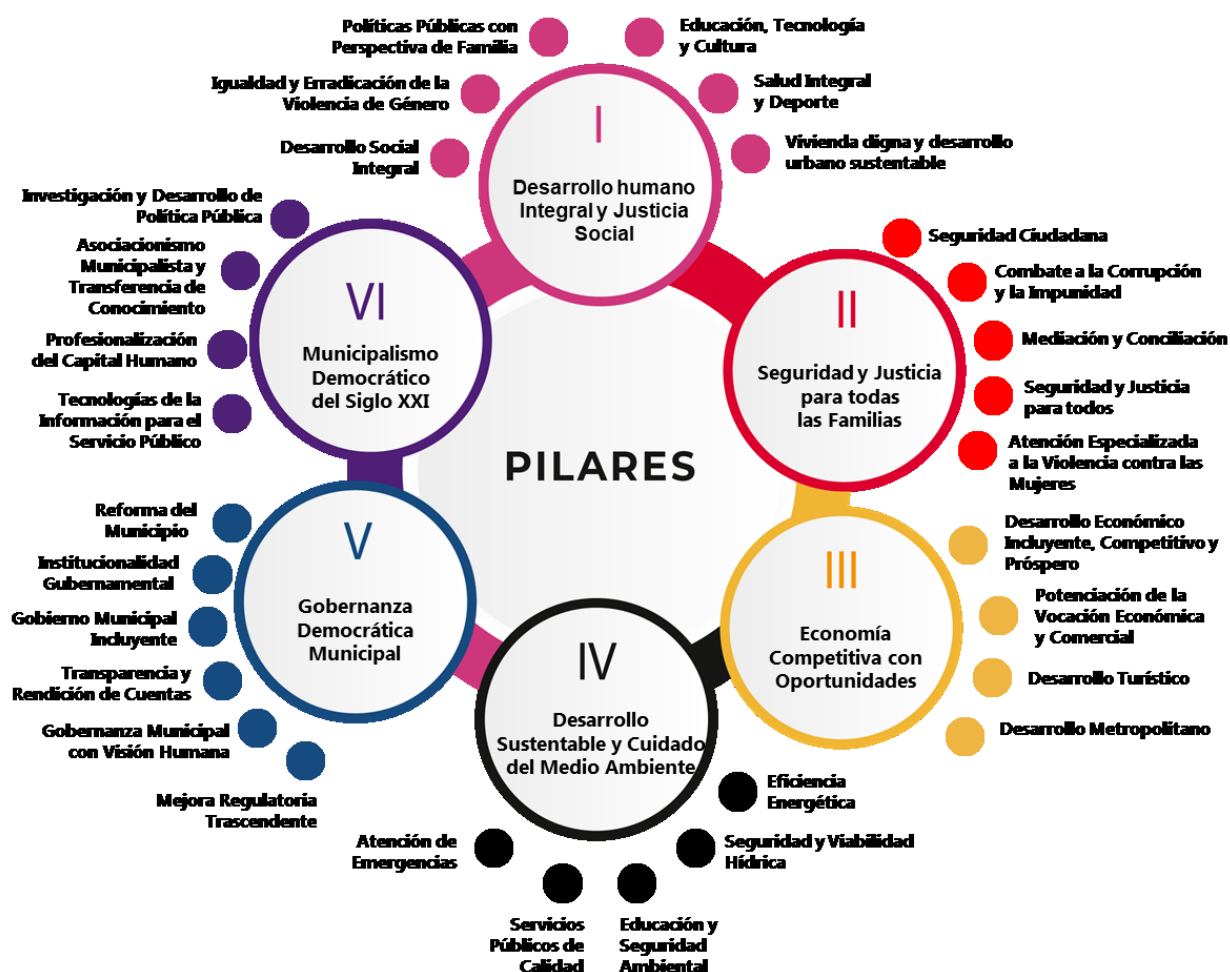 Políticas Públicas con
Perspectiva de Familia
Igualdad y Erradicación de la
Violencia de Género
Desarrollo Social
Integral
Educación, Tecnología
y Cultura
Salud Integral
y Deporte
Vivienda digna y desarrollo
urbano sustentable
I
Desarrollo humano
Integral y Justicia
Social
Seguridad Ciudadana
Combate a la Corrupción
y la Impunidad
Mediación y Conciliación
Seguridad y Justicia
para todos
Atención Especializada
a la Violencia contra las
Mujeres
II
Seguridad y Justicia
para todas
las Familias
PILARES
Desarrollo Económico
Incluyente, Competitivo y
Próspero
Potenciación de la
Vocación Económica
y Comercial
Desarrollo Turístico
Desarrollo Metropolitano
III
Economía
Competitiva con
Oportunidades
IV
Desarrollo
Sustentable y Cuidado
del Medio Ambiente
Eficiencia
Energética
Seguridad y Viabilidad
Hídrica
Educación y
Seguridad
Ambiental
Servicios
Públicos de
Calidad
Atención de
Emergencias
V
Gobernanza
Democrática
Municipal
Reforma del
Municipio
Institucionalidad
Gubernamental
Gobierno Municipal
Incluyente
Transparencia y
Rendición de Cuentas
Gobernanza Municipal
con Visión Humana
Mejora Regulatoria
Trascendente
VI
Municipalismo
Democrático
del Siglo XXI
Investigación y Desarrollo de
Política Pública
Asociacionismo
Municipalista y
Transferencia de
Conocimiento
Profesionalización
del Capital Humano
Tecnologías de la
Información para el
Servicio Público